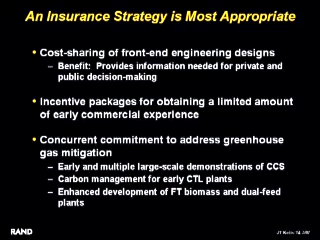 An Insurance Strategy is Most Appropriate
• Cost-sharing of front-end engineering designs
– Benefit: Provides information needed for private and
public decision-making
• Incentive packages for obtaining a limited amount
of early commercial experience
• Concurrent commitment to address greenhouse
gas mitigation
– Early and multiple large-scale demonstrations of CCS
– Carbon management for early CTL plants
– Enhanced development of FT biomass and dual-feed
plants
RAND